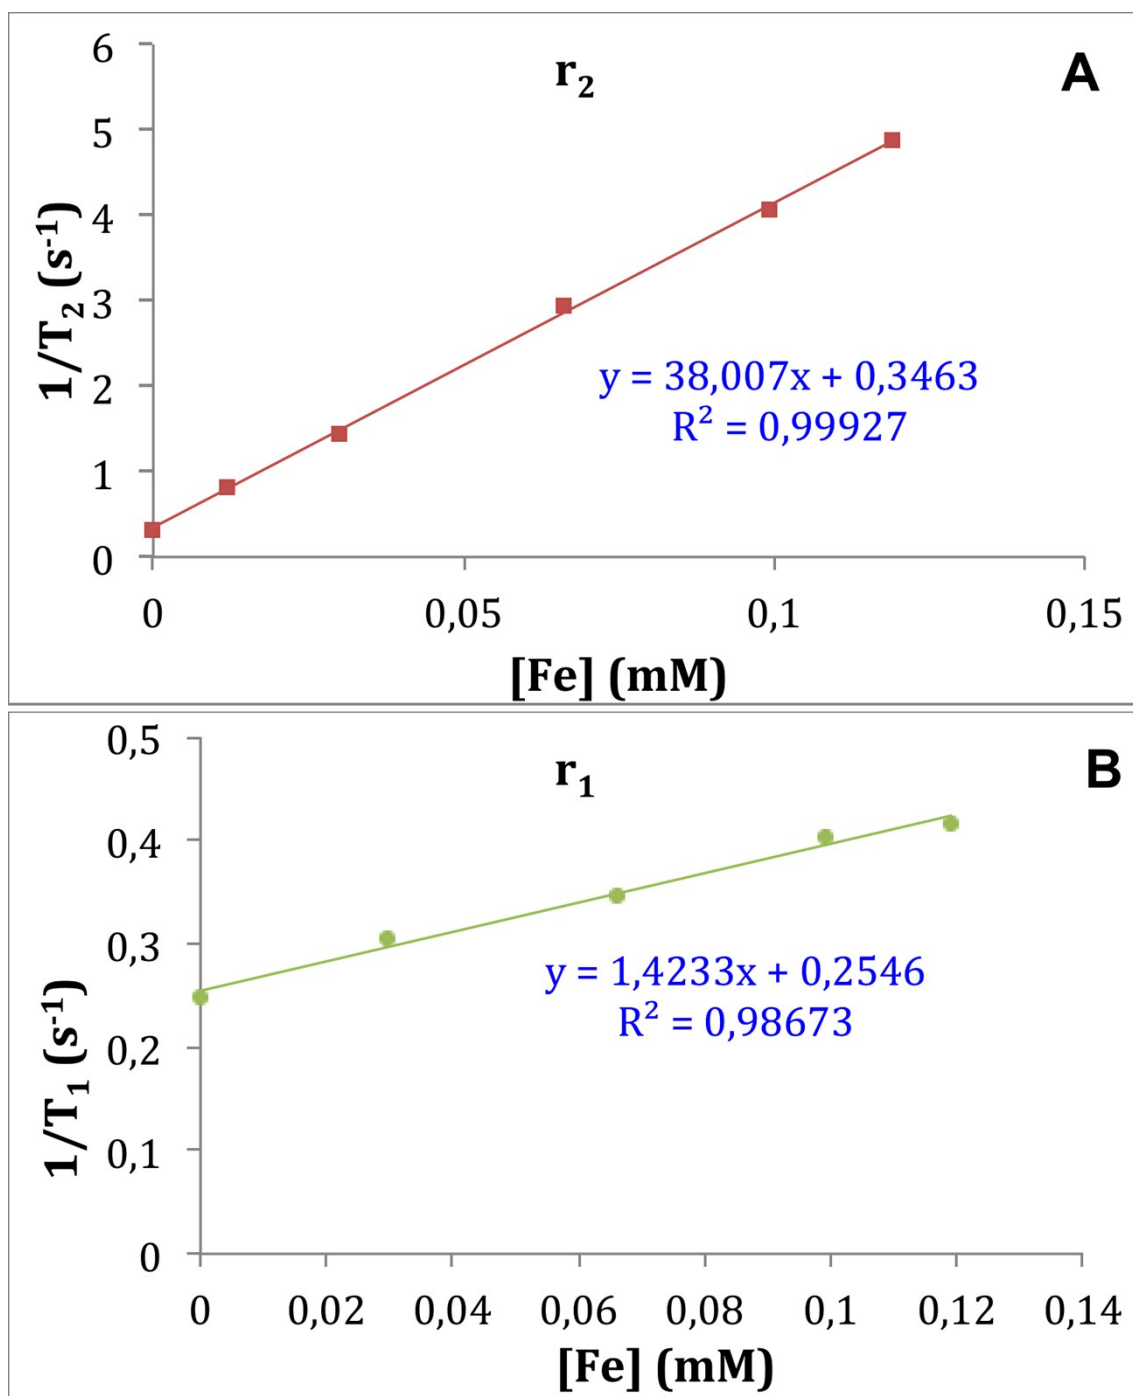 r₂
A
6
5
4
3
2
1
0
1/T₂ (s⁻¹)
y = 38,007x + 0,3463
R² = 0,99927
0 0,05 0,1 0,15
[Fe] (mM)
r₁
B
0,5
0,4
0,3
0,2
0,1
0
1/T₁ (s⁻¹)
y = 1,4233x + 0,2546
R² = 0,98673
0 0,02 0,04 0,06 0,08 0,1 0,12 0,14
[Fe] (mM)